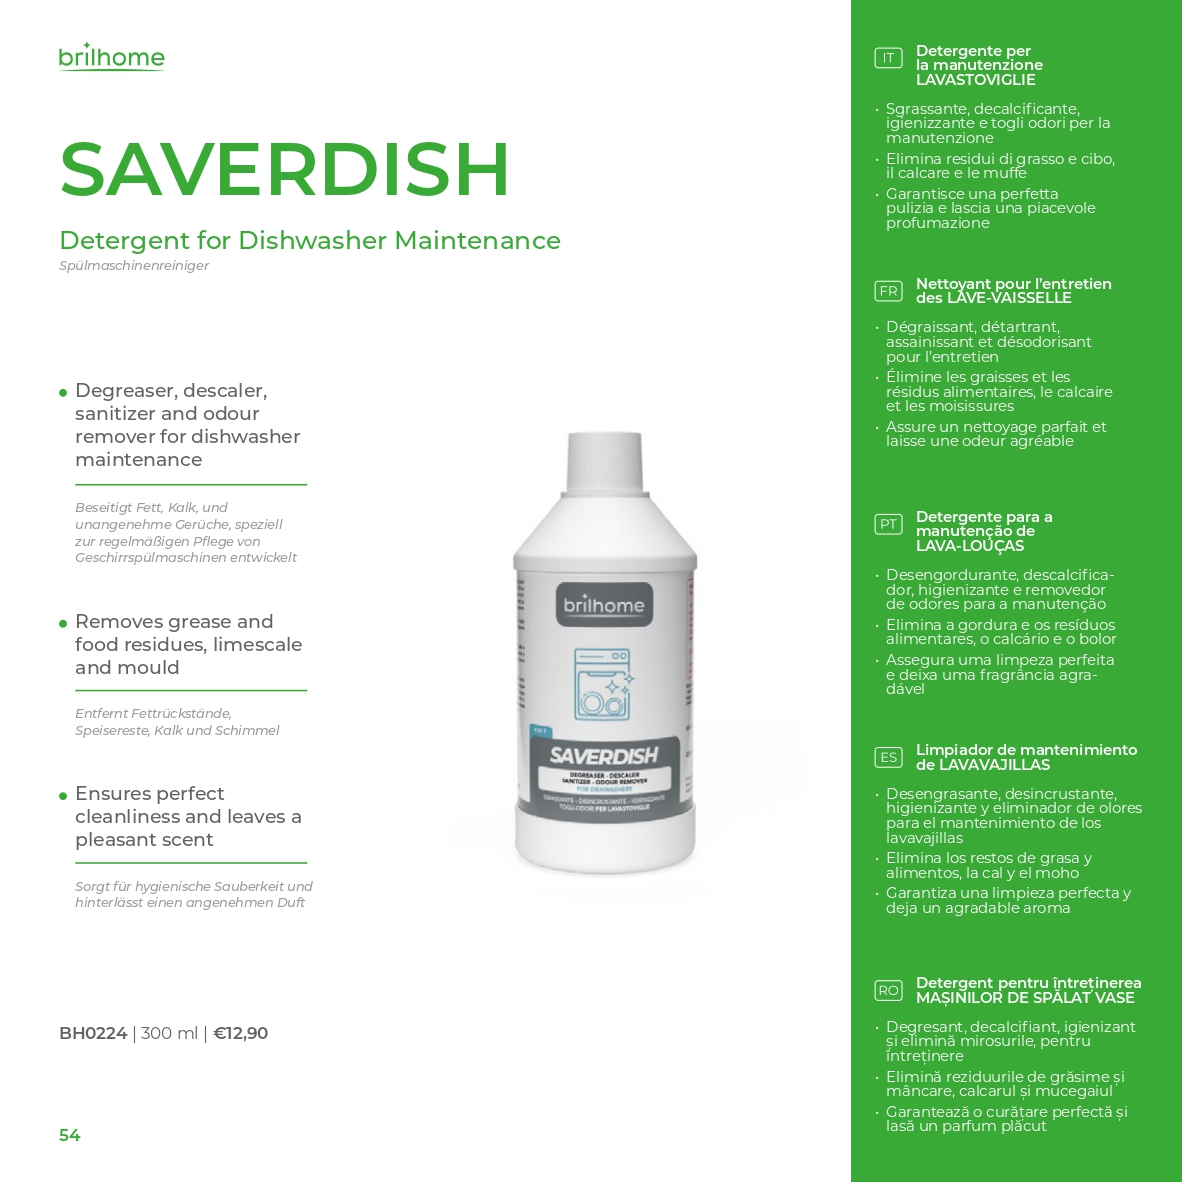 brilhome
SAVERDISH
Detergent for Dishwasher Maintenance
Spülmaschinenreiniger
Degreaser, descaler,
sanitizer and odour
remover for dishwasher
maintenance
Beseitigt Fett, Kalk, und
unangenehme Gerüche, speziell
zur regelmäßigen Pflege von
Geschirrspülmaschinen entwickelt
Removes grease and
food residues, limescale
and mould
Entfernt Fettrückstände,
Speisereste, Kalk und Schimmel
Ensures perfect
cleanliness and leaves a
pleasant scent
Sorgt für hygienische Sauberkeit und
hinterlässt einen angenehmen Duft
brilhome
SAVERDISH
DEGREASER - DESCALER
SANITIZER - ODOUR REMOVER
FOR DISHWASHERS
SGRASSANTE - DISINCROSTANTE - IGIENIZZANTE
TOGLI-ODORI PER LAVASTOVIGLIE
BH0224 | 300 ml | €12,90
54
IT
Detergente per
la manutenzione
LAVASTOVIGLIE
• Sgrassante, decalcificante,
igienizzante e togli odori per la
manutenzione
• Elimina residui di grasso e cibo,
il calcare e le muffe
• Garantisce una perfetta
pulizia e lascia una piacevole
profumazione
FR
Nettoyant pour l'entretien
des LAVE-VAISSELLE
• Dégraissant, détartrant,
assainissant et désodorisant
pour l'entretien
• Élimine les graisses et les
résidus alimentaires, le calcaire
et les moisissures
• Assure un nettoyage parfait et
laisse une odeur agréable
PT
Detergente para a
manutenção de
LAVA-LOUÇAS
• Desengordurante, descalcifica-
dor, higienizante e removedor
de odores para a manutenção
• Elimina a gordura e os resíduos
alimentares, o calcário e o bolor
• Assegura uma limpeza perfeita
e deixa uma fragrância agra-
dável
ES
Limpiador de mantenimiento
de LAVAVAJILLAS
• Desengrasante, desincrustante,
higienizante y eliminador de olores
para el mantenimiento de los
lavavajillas
• Elimina los restos de grasa y
alimentos, la cal y el moho
• Garantiza una limpieza perfecta y
deja un agradable aroma
RO
Detergent pentru întreținerea
MAȘINILOR DE SPĂLAT VASE
• Degresant, decalcifiant, igienizant
și elimină mirosurile, pentru
întreținere
• Elimină reziduurile de grăsime și
mâncare, calcarul și mucegaiul
• Garantează o curățare perfectă și
lasă un parfum plăcut